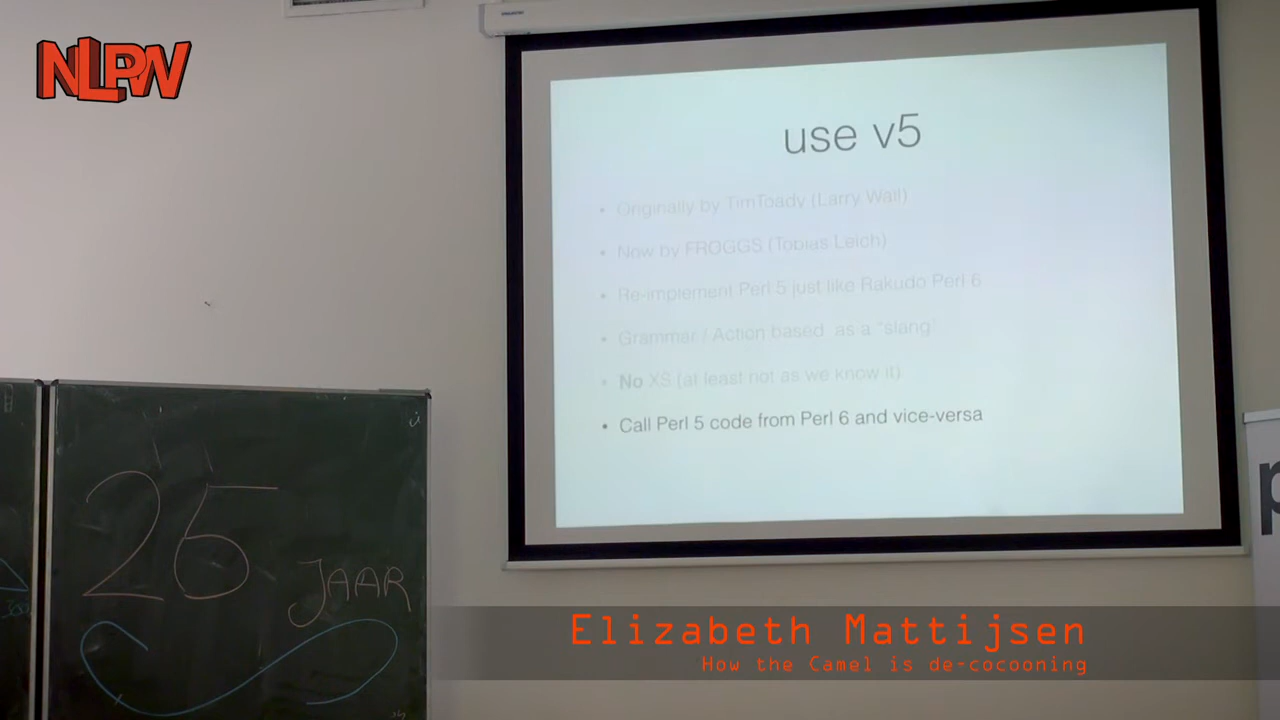 NLPW
use v5
• Originally by TimToady (Larry Wall)
• Now by FROGGS (Tobias Leich)
• Re-implement Perl 5 just like Rakudo Perl 6
• Grammar / Action based as a "slang"
• No XS (at least not as we know it)
• Call Perl 5 code from Perl 6 and vice-versa
25 JAAR
p
Elizabeth Mattijsen
How the Camel is de-cocooning